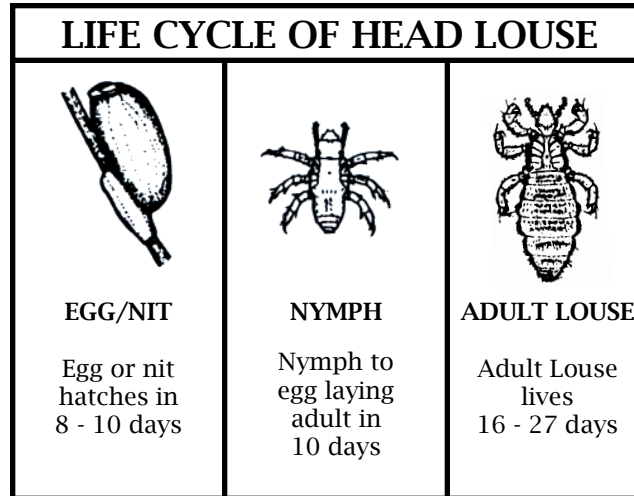 LIFE CYCLE OF HEAD LOUSE
EGG/NIT
Egg or nit
hatches in
8 - 10 days
NYMPH
Nymph to
egg laying
adult in
10 days
ADULT LOUSE
Adult Louse
lives
16 - 27 days